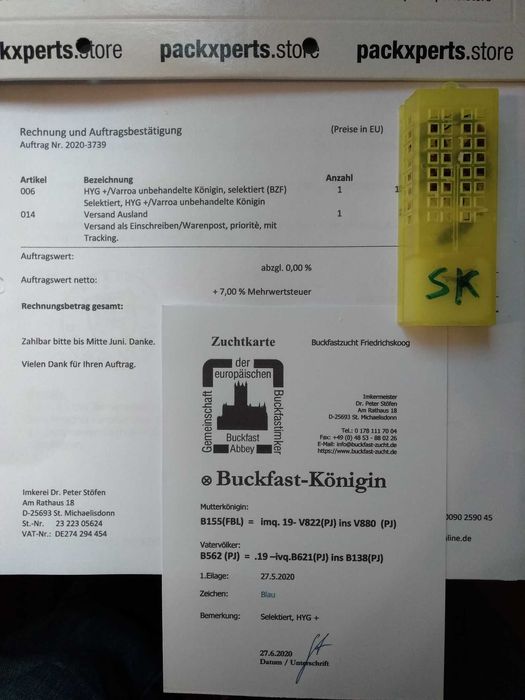 kxperts.store packxperts.store packxperts.store
Rechnung und Auftragsbestätigung (Preise in EU)
Auftrag Nr. 2020-3739
Artikel Bezeichnung Anzahl
006 HYG +/Varroa unbehandelte Königin, selektiert (BZF) 1 1
Selektiert, HYG +/Varroa unbehandelte Königin
014 Versand Ausland 1
Versand als Einschreiben/Warenpost, priorité, mit
Tracking.
Auftragswert:
abzgl. 0,00 %
Auftragswert netto:
+ 7,00 % Mehrwertsteuer
Rechnungsbetrag gesamt:
Zahlbar bitte bis Mitte Juni. Danke.
Vielen Dank für Ihren Auftrag.
Imkerei Dr. Peter Stöfen
Am Rathaus 18
D-25693 St. Michaelisdonn
St.-Nr. 23 223 05624
VAT-Nr.: DE274 294 454
0090 2590 45
line.de
SK
Zuchtkarte Buckfastzucht Friedrichskoog
Gemeinschaft
der
europäischen
Buckfastimker
Buckfast
Abbey
Imkermeister
Dr. Peter Stöfen
Am Rathaus 18
D-25693 St. Michaelisdonn
Tel.: 0 178 111 70 04
Fax: +49 (0) 48 53 - 88 02 26
E-Mail: info@buckfast-zucht.de
https://www.buckfast-zucht.de
⊗ Buckfast-Königin
Mutterkönigin:
B155(FBL) = imq. 19- V822(PJ) ins V880 (PJ)
Vatervölker:
B562 (PJ) = .19 –ivq.B621(PJ) ins B138(PJ)
1.Eilage: 27.5.2020
Zeichen: Blau
Bemerkung: Selektiert, HYG +
27.6.2020
Datum / Unterschrift